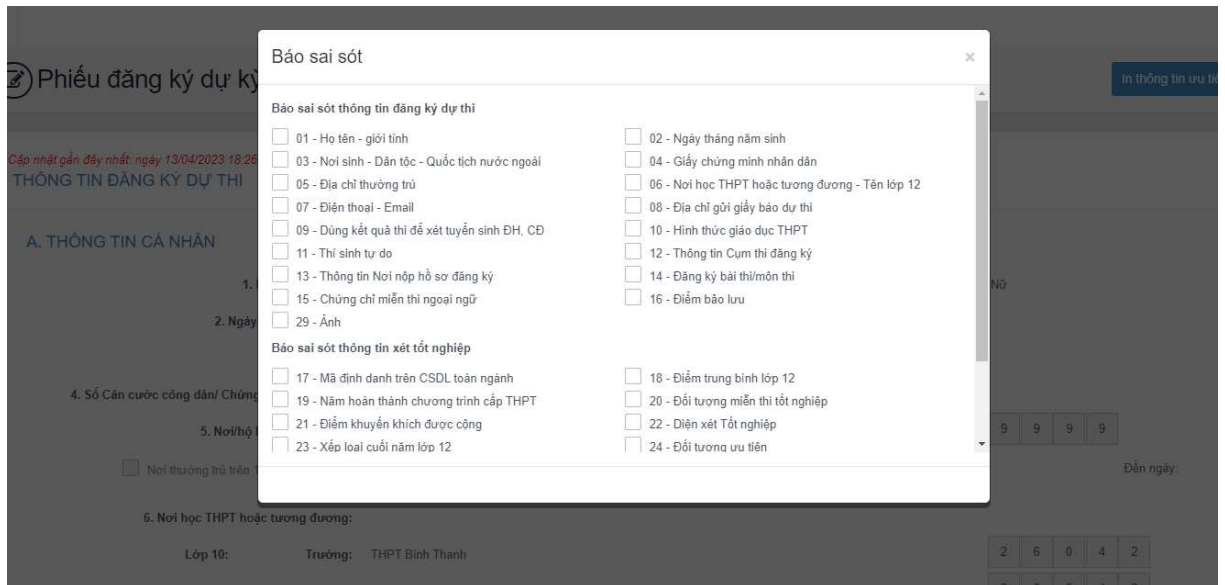 Báo sai sót ×
Phiếu đăng ký dự kỳ
In thông tin ưu tiê
Báo sai sót thông tin đăng ký dự thi
01 - Họ tên - giới tính 02 - Ngày tháng năm sinh
Cập nhật gần đây nhất: ngày 13/04/2023 18:26
03 - Nơi sinh - Dân tộc - Quốc tịch nước ngoài 04 - Giấy chứng minh nhân dân
THÔNG TIN ĐĂNG KÝ DỰ THI
05 - Địa chỉ thường trú 06 - Nơi học THPT hoặc tương đương - Tên lớp 12
07 - Điện thoại - Email 08 - Địa chỉ gửi giấy báo dự thi
09 - Dùng kết quả thi để xét tuyển sinh ĐH, CĐ 10 - Hình thức giáo dục THPT
A. THÔNG TIN CÁ NHÂN
11 - Thí sinh tự do 12 - Thông tin Cụm thi đăng ký
13 - Thông tin Nơi nộp hồ sơ đăng ký 14 - Đăng ký bài thi/môn thi
1. Nữ
15 - Chứng chỉ miễn thi ngoại ngữ 16 - Điểm bảo lưu
2. Ngày
29 - Ảnh
Báo sai sót thông tin xét tốt nghiệp
17 - Mã định danh trên CSDL toàn ngành 18 - Điểm trung bình lớp 12
4. Số Căn cước công dân/ Chứng
19 - Năm hoàn thành chương trình cấp THPT 20 - Đối tượng miễn thi tốt nghiệp
21 - Điểm khuyến khích được cộng 22 - Diện xét Tốt nghiệp
5. Nơi/hộ 9 9 9 9
23 - Xếp loại cuối năm lớp 12 24 - Đối tượng ưu tiên
Nơi thường trú trên 1 Đến ngày:
6. Nơi học THPT hoặc tương đương:
Lớp 10: Trường: THPT Bình Thanh 2 6 0 4 2